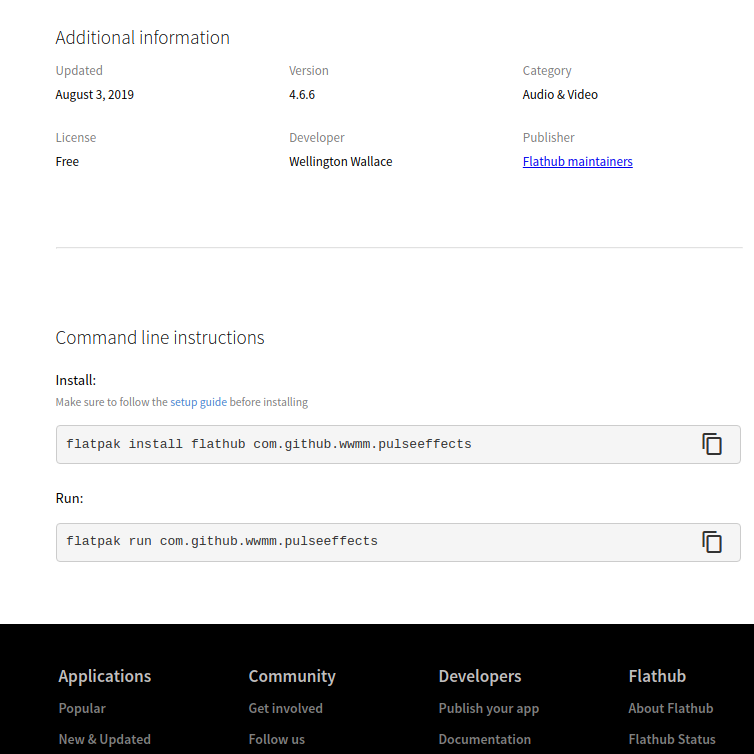 Additional information
Updated Version Category
August 3, 2019 4.6.6 Audio & Video
License Developer Publisher
Free Wellington Wallace Flathub maintainers
Command line instructions
Install:
Make sure to follow the setup guide before installing
flatpak install flathub com.github.wwmm.pulseeffects
Run:
flatpak run com.github.wwmm.pulseeffects
Applications Community Developers Flathub
Popular Get involved Publish your app About Flathub
New & Updated Follow us Documentation Flathub Status